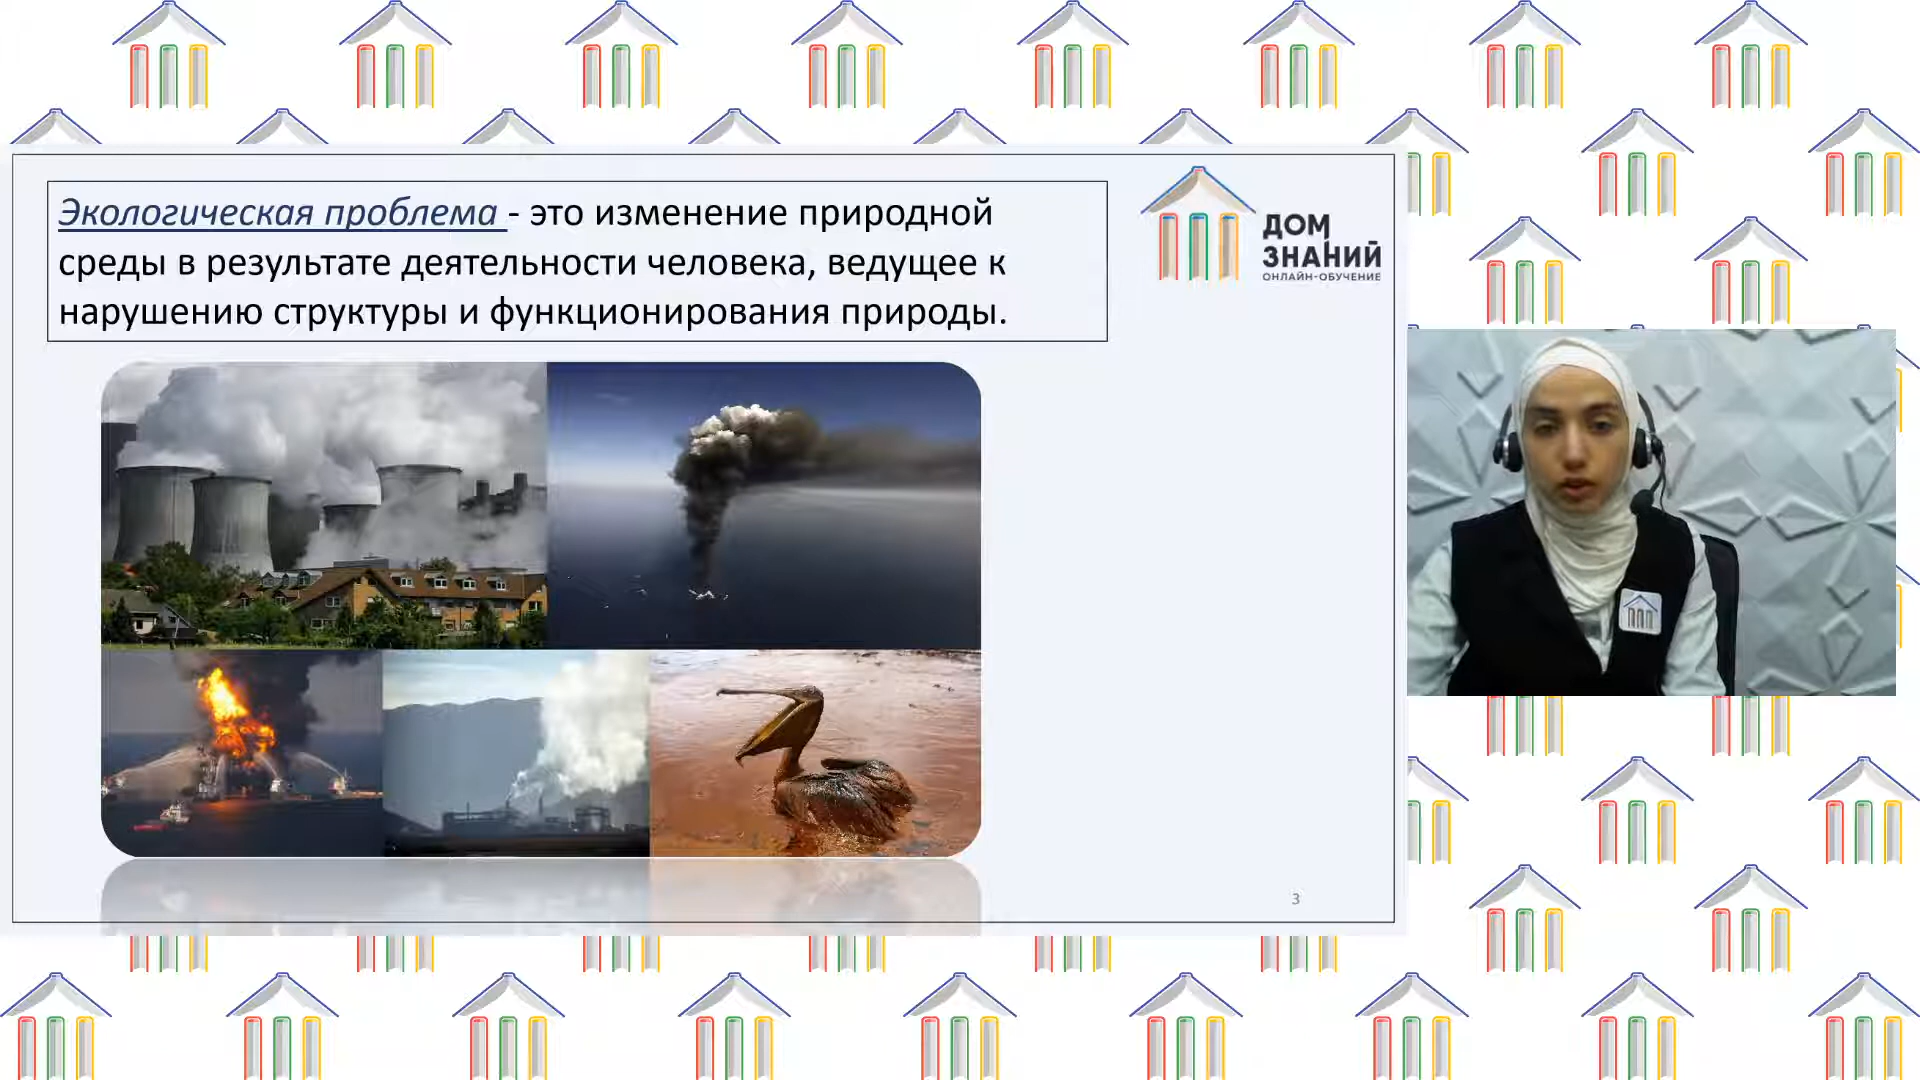 Экологическая проблема - это изменение природной
среды в результате деятельности человека, ведущее к
нарушению структуры и функционирования природы.
ДОМ
ЗНАНИЙ
ОНЛАЙН-ОБУЧЕНИЕ
3